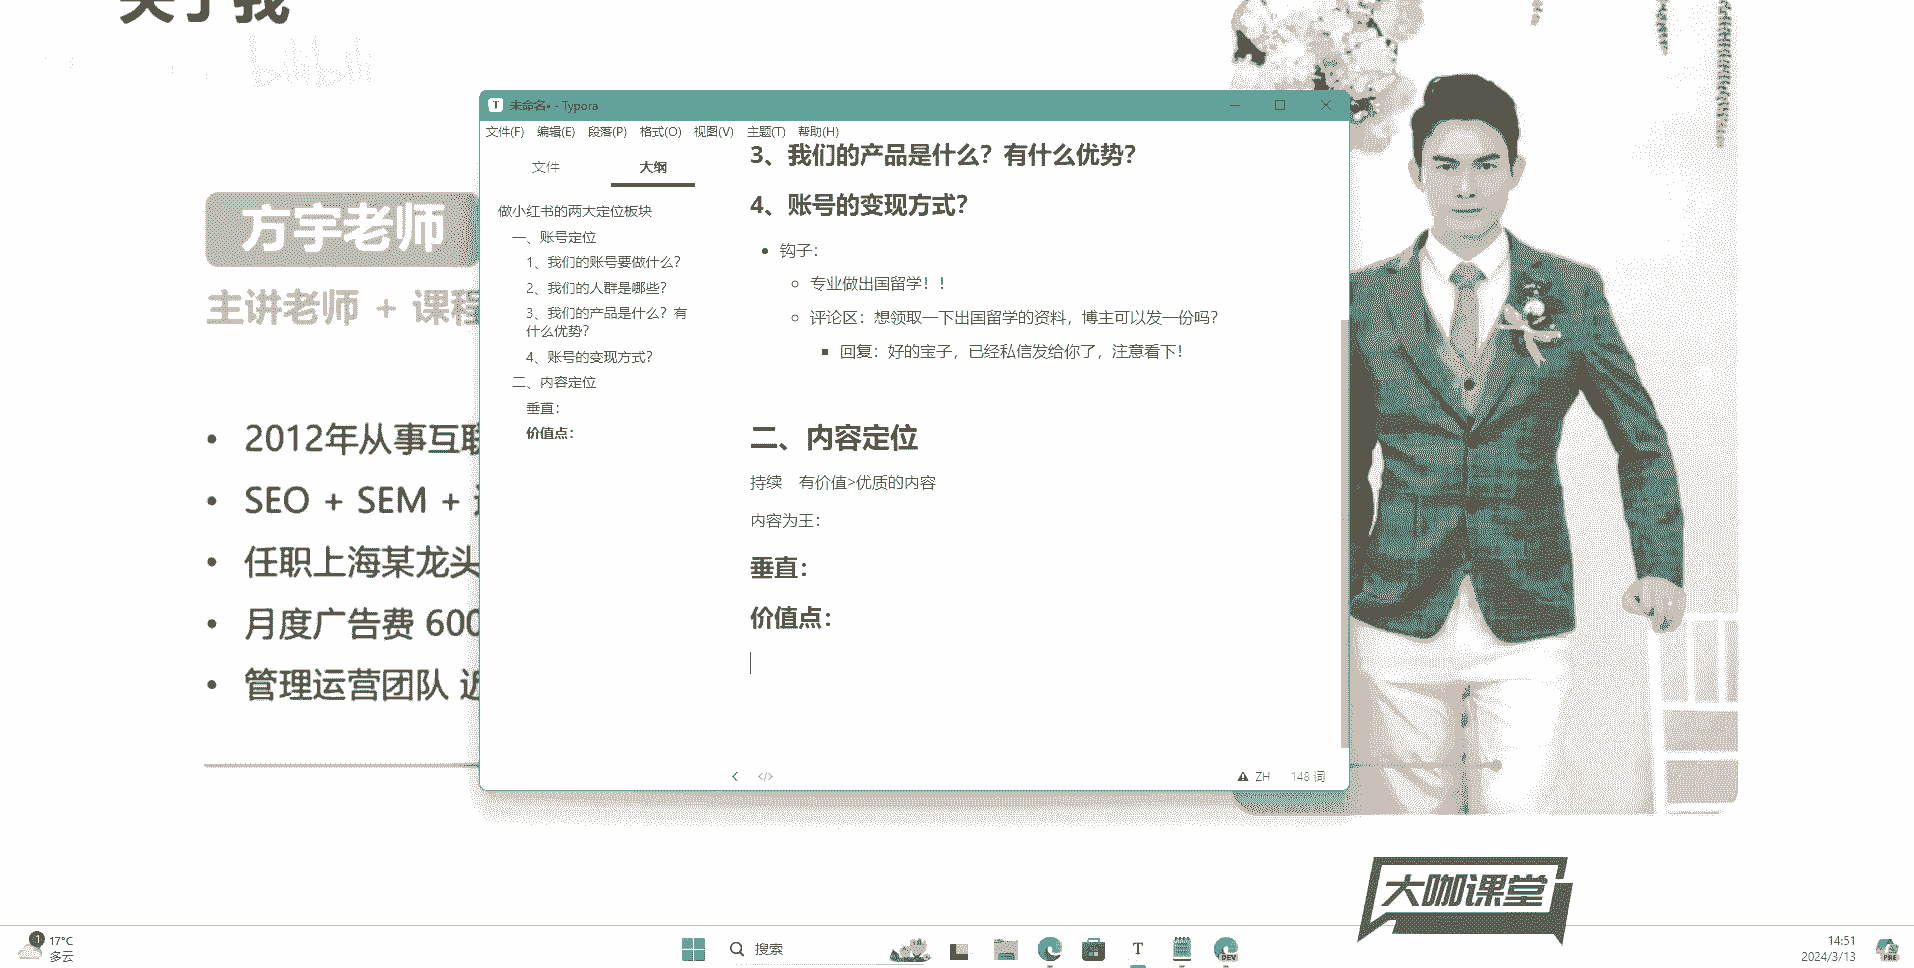 关于我
bilibili
方宇老师
主讲老师 + 课程
• 2012年从事互联
• SEO + SEM +
• 任职上海某龙头
• 月度广告费 600
• 管理运营团队 近
未命名• - Typora
文件(F) 编辑(E) 段落(P) 格式(O) 视图(V) 主题(T) 帮助(H)
文件 大纲
做小红书的两大定位板块
一、账号定位
1、我们的账号要做什么？
2、我们的人群是哪些？
3、我们的产品是什么？有
什么优势？
4、账号的变现方式？
二、内容定位
垂直：
价值点：
3、我们的产品是什么？有什么优势？
4、账号的变现方式？
• 钩子：
专业做出国留学！！
评论区：想领取一下出国留学的资料，博主可以发一份吗？
回复：好的宝子，已经私信发给你了，注意看下！
二、内容定位
持续 有价值>优质的内容
内容为王：
垂直：
价值点：
</> ZH 148 词
大咖课堂
1 17°C
多云
搜索
T
DEV
14:51
2024/3/13
PRE